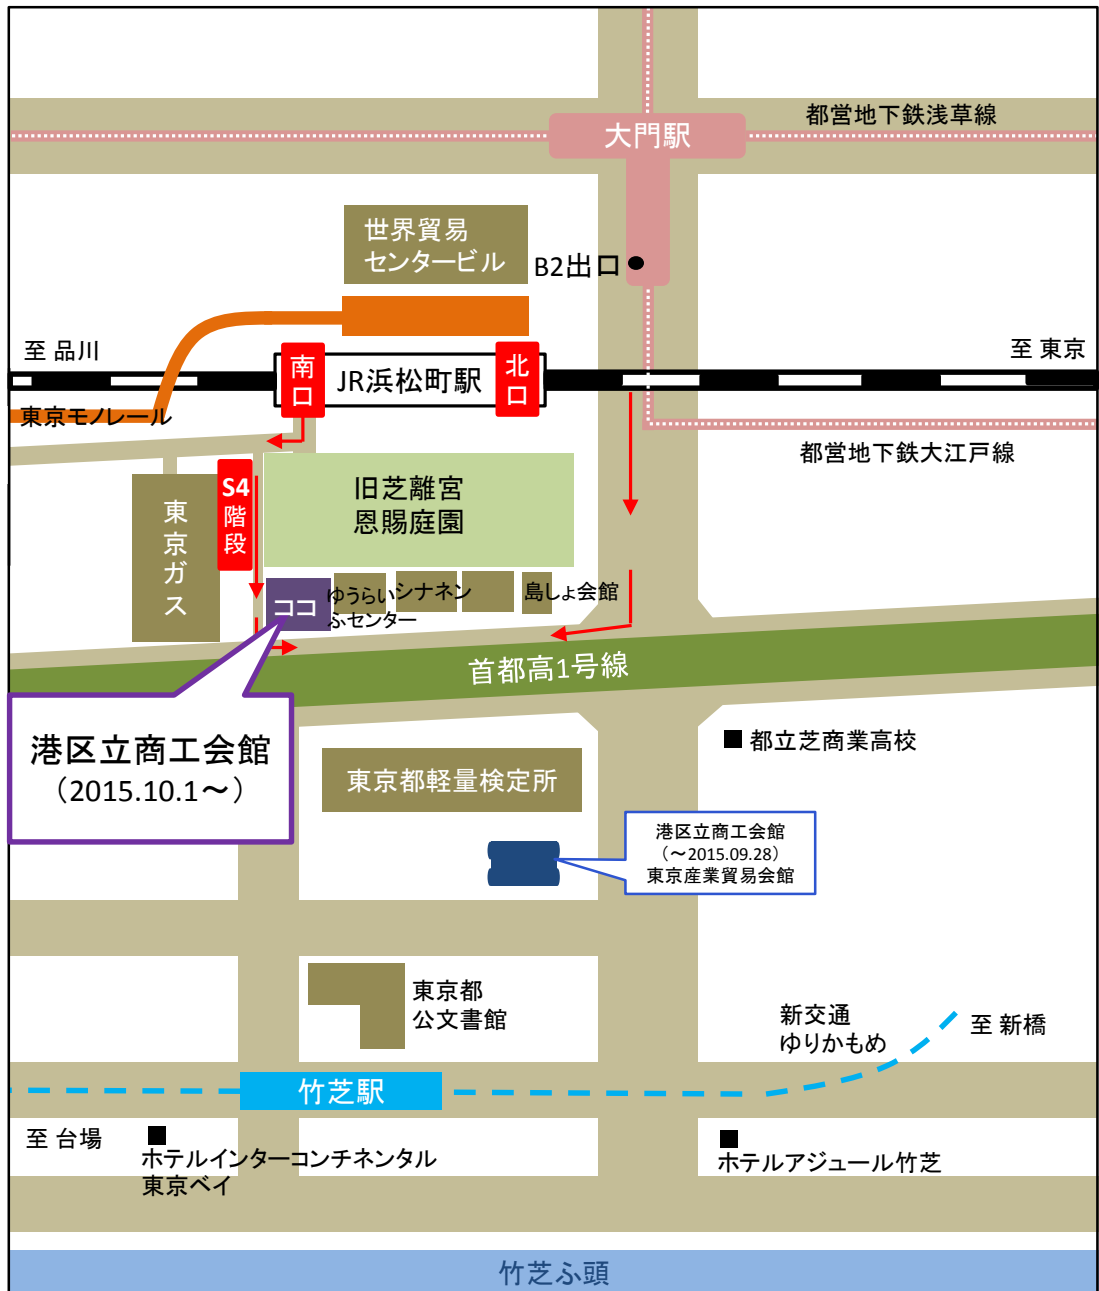 都営地下鉄浅草線
大門駅
世界貿易
センタービル
B2出口
至 品川
南口
JR浜松町駅
北口
至 東京
東京モノレール
都営地下鉄大江戸線
東京ガス
S4
階段
旧芝離宮
恩賜庭園
ココ
ゆうらい
ふセンター
シナネン
島しょ会館
首都高1号線
港区立商工会館
（2015.10.1～）
都立芝商業高校
東京都軽量検定所
港区立商工会館
（～2015.09.28）
東京産業貿易会館
東京都
公文書館
新交通
ゆりかもめ
至 新橋
竹芝駅
至 台場
ホテルインターコンチネンタル
東京ベイ
ホテルアジュール竹芝
竹芝ふ頭